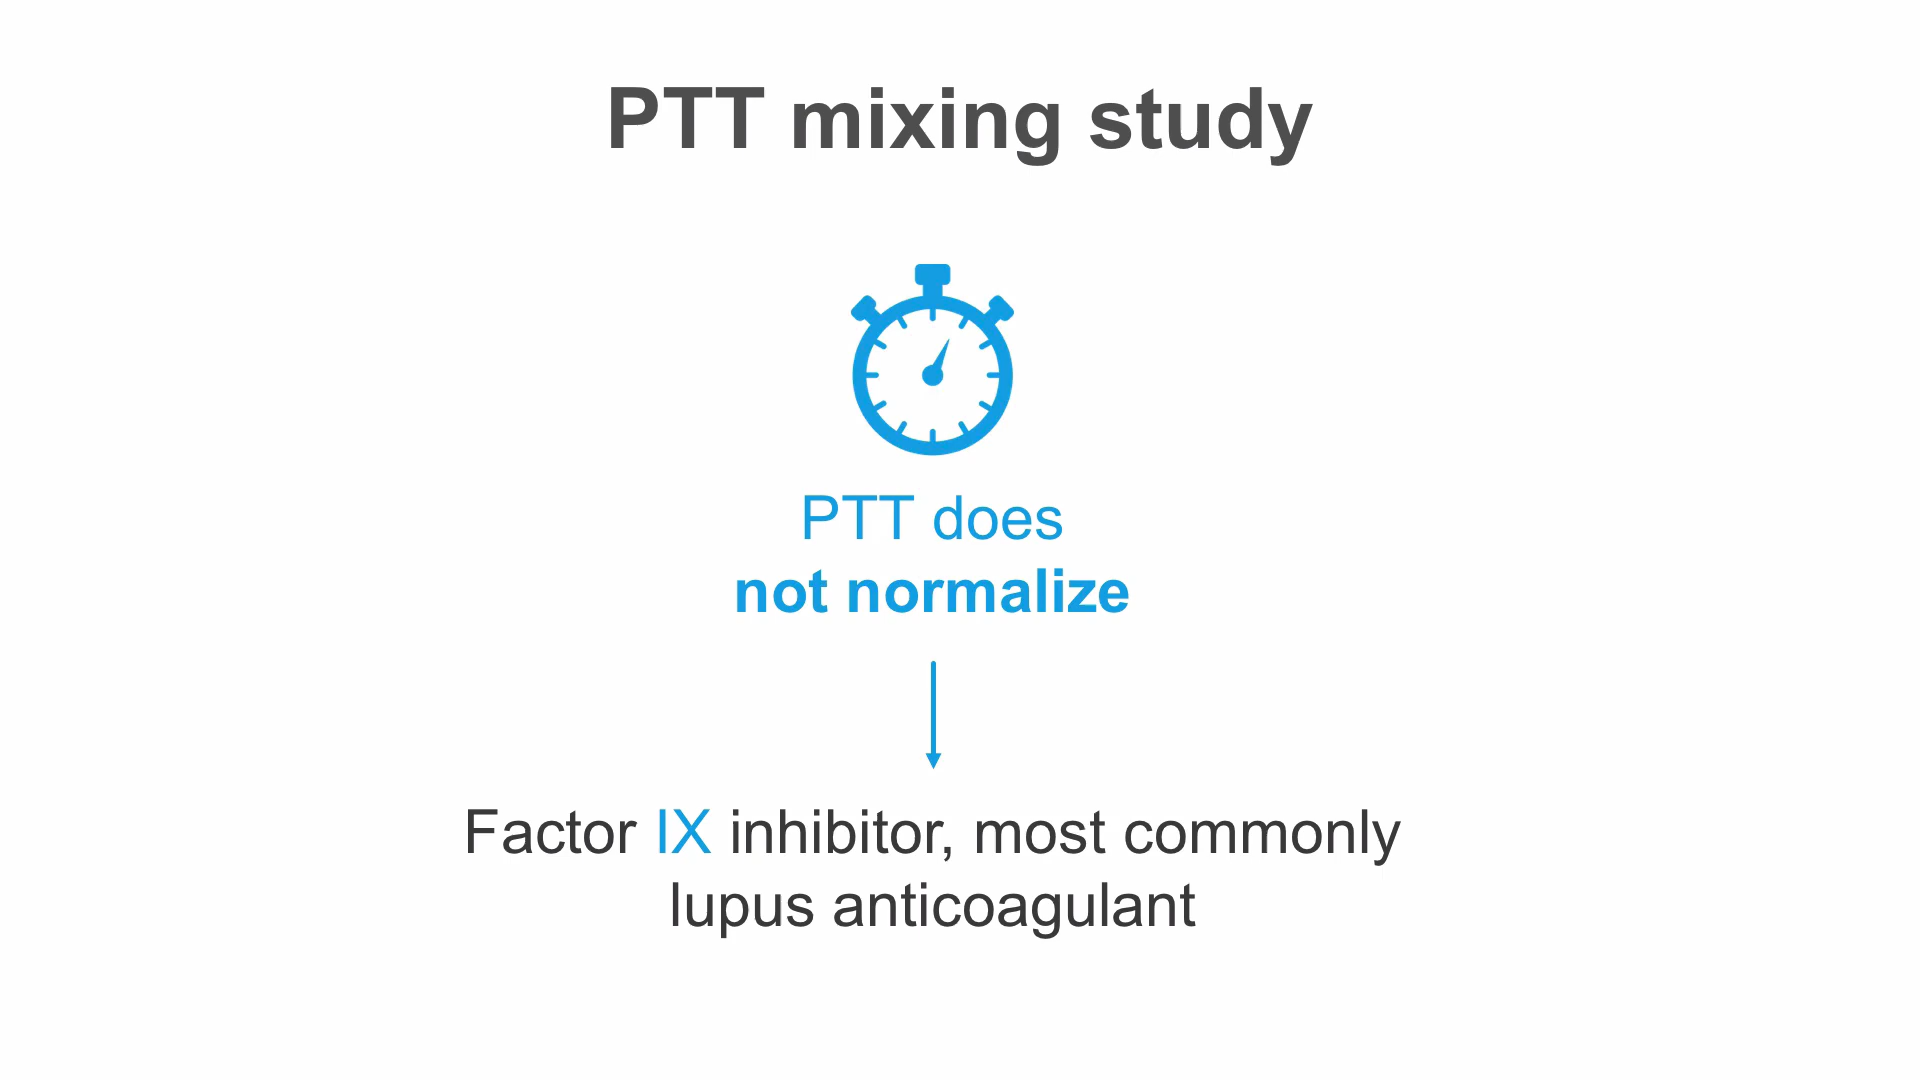 PTT mixing study
PTT does
not normalize
Factor IX inhibitor, most commonly
lupus anticoagulant